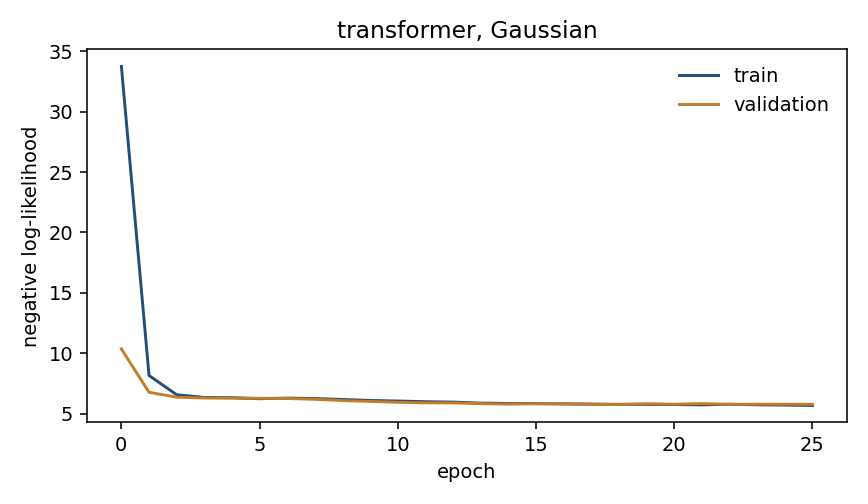 transformer, Gaussian
train
validation
negative log-likelihood
35
30
25
20
15
10
5
0 5 10 15 20 25
epoch